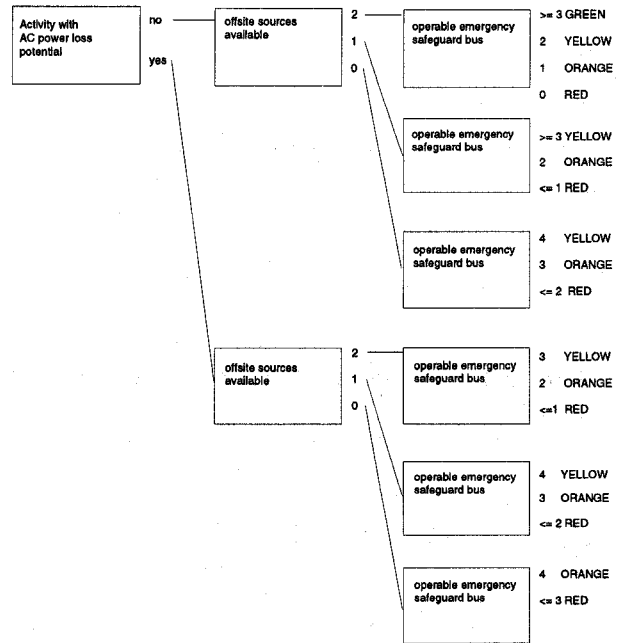 Activity with
AC power loss
potential
no
yes
offsite sources
available
2
1
0
operable emergency
safeguard bus
>= 3 GREEN
2 YELLOW
1 ORANGE
0 RED
operable emergency
safeguard bus
>= 3 YELLOW
2 ORANGE
<= 1 RED
operable emergency
safeguard bus
4 YELLOW
3 ORANGE
<= 2 RED
offsite sources
available
2
1
0
operable emergency
safeguard bus
3 YELLOW
2 ORANGE
<=1 RED
operable emergency
safeguard bus
4 YELLOW
3 ORANGE
<= 2 RED
operable emergency
safeguard bus
4 ORANGE
<= 3 RED